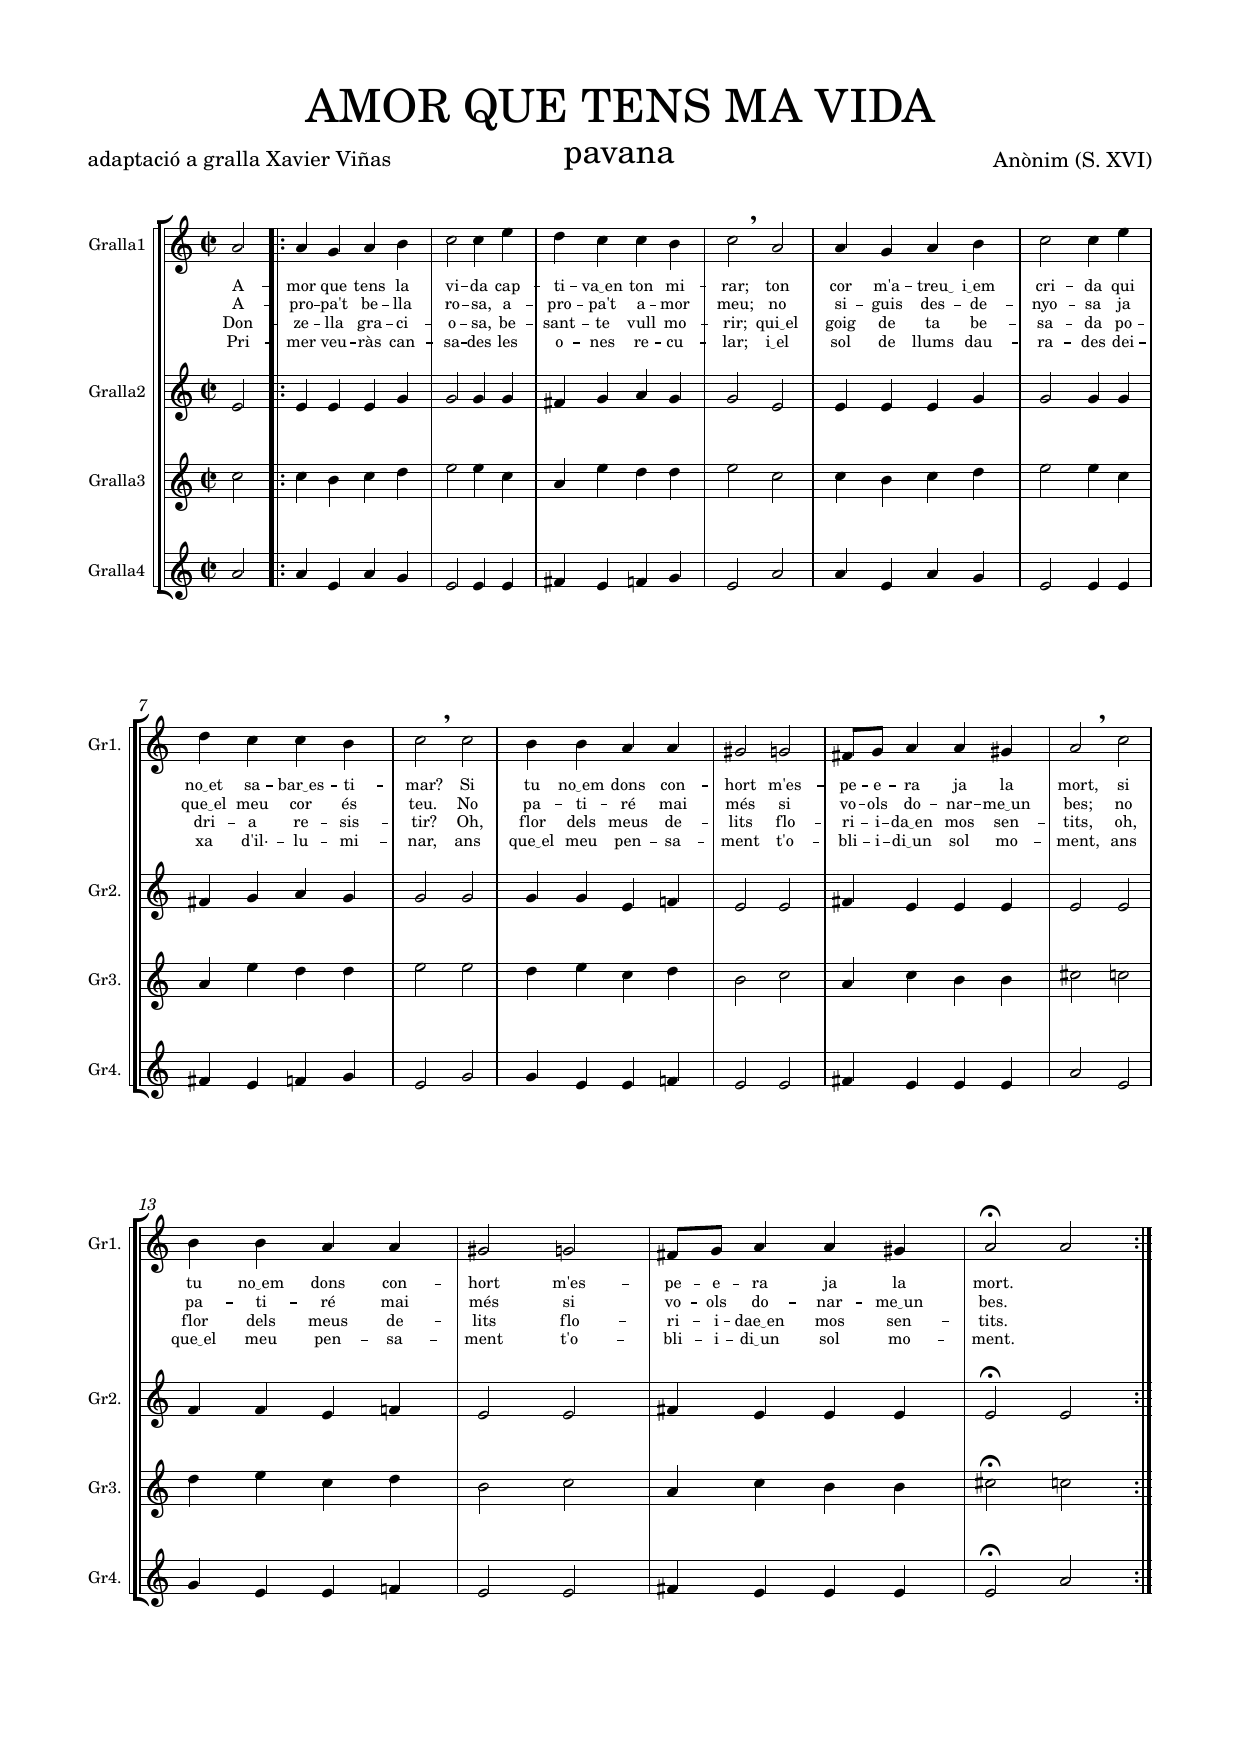 AMOR QUE TENS MA VIDA
pavana
adaptació a gralla Xavier Viñas
Anònim (S. XVI)
Gralla1
A – mor que tens la vi – da cap – ti – va‿en ton mi – rar; ton cor m'a – treu‿ i‿em cri – da qui
A – pro – pa't be – lla ro – sa, a – pro – pa't a – mor meu; no si – guis des – de – nyo – sa ja
Don – ze – lla gra – ci – o – sa, be – sant – te vull mo – rir; qui‿el goig de ta be – sa – da po –
Pri – mer veu – ràs can – sa – des les o – nes re – cu – lar; i‿el sol de llums dau – ra – des dei –
Gralla2
Gralla3
Gralla4
7
Gr1.
no‿et sa – bar‿es – ti – mar? Si tu no‿em dons con – hort m'es – pe – e – ra ja la mort, si
que‿el meu cor és teu. No pa – ti – ré mai més si vo – ols do – nar – me‿un bes; no
dri – a re – sis – tir? Oh, flor dels meus de – lits flo – ri – i – da‿en mos sen – tits, oh,
xa d'il· – lu – mi – nar, ans que‿el meu pen – sa – ment t'o – bli – i – di‿un sol mo – ment, ans
Gr2.
Gr3.
Gr4.
13
Gr1.
tu no‿em dons con – hort m'es – pe – e – ra ja la mort.
pa – ti – ré mai més si vo – ols do – nar – me‿un bes.
flor dels meus de – lits flo – ri – i – dae‿en mos sen – tits.
que‿el meu pen – sa – ment t'o – bli – i – di‿un sol mo – ment.
Gr2.
Gr3.
Gr4.